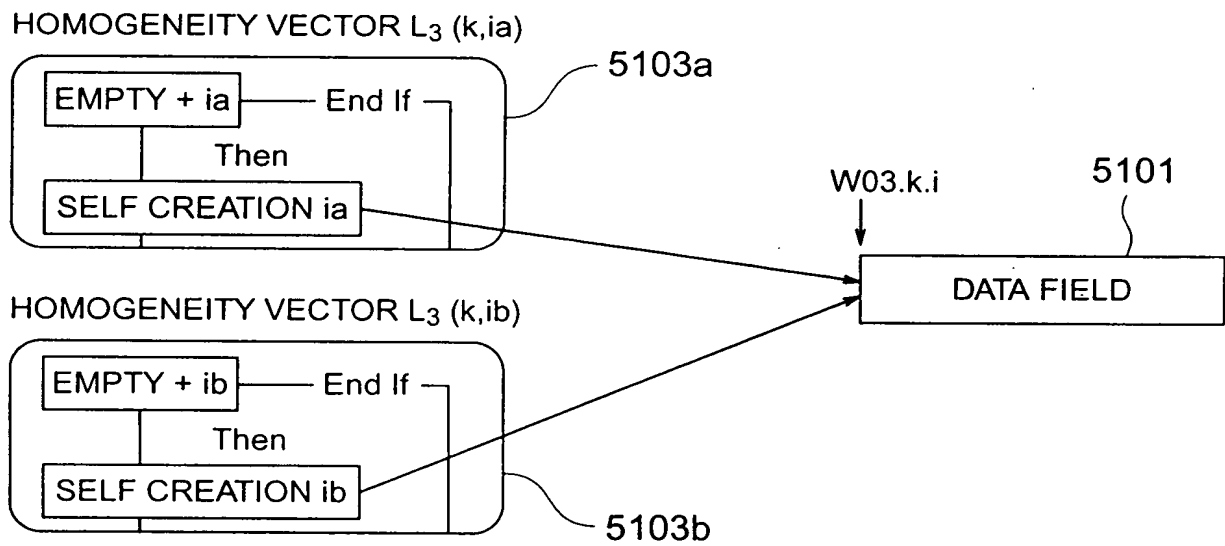 HOMOGENEITY VECTOR L₃ (k,ia)
5103a
EMPTY + ia
End If
Then
SELF CREATION ia
W03.k.i
5101
DATA FIELD
HOMOGENEITY VECTOR L₃ (k,ib)
EMPTY + ib
End If
Then
SELF CREATION ib
5103b